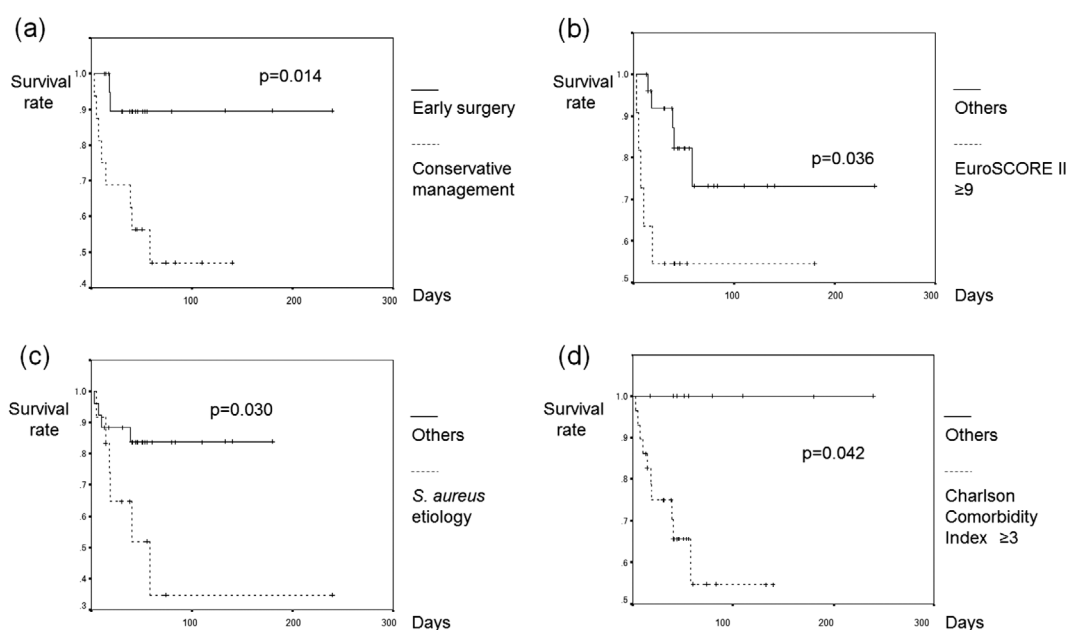 (a)
Survival
rate
1.0
.9
.8
.7
.6
.5
.4
p=0.014
100
200
300
Days
Early surgery
Conservative
management
(b)
Survival
rate
1.0
.9
.8
.7
.6
.5
p=0.036
100
200
300
Days
Others
EuroSCORE II
≥9
(c)
Survival
rate
1.0
.9
.8
.7
.6
.5
.4
.3
p=0.030
100
200
300
Days
Others
S. aureus
etiology
(d)
Survival
rate
1.0
.9
.8
.7
.6
.5
p=0.042
100
200
300
Days
Others
Charlson
Comorbidity
Index ≥3